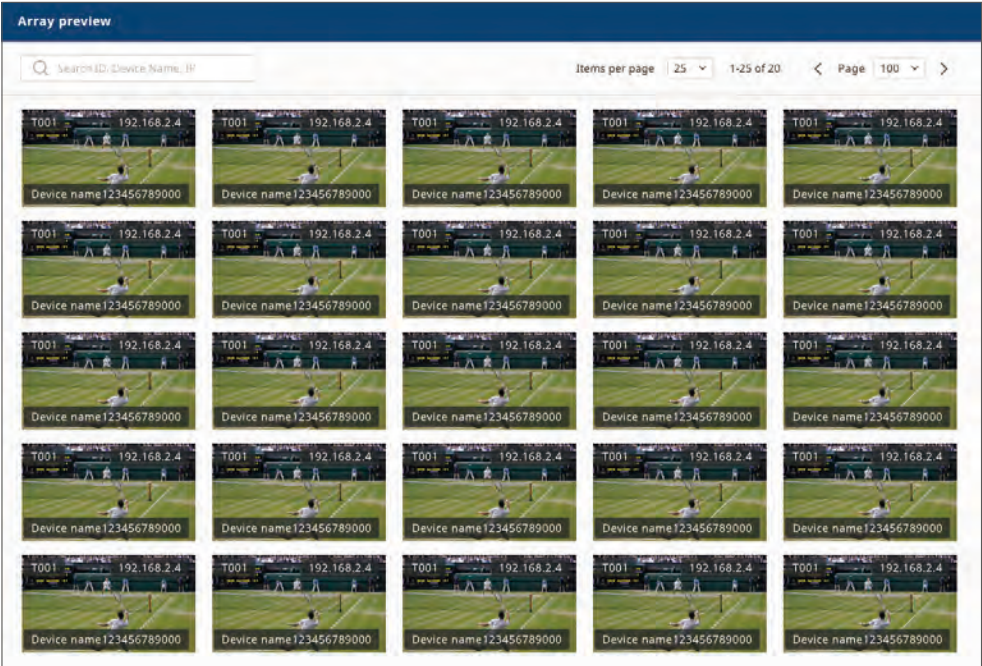 Array preview
Search ID, Device Name, IP
Items per page 25 1-25 of 20 Page 100
T001 192.168.2.4 T001 192.168.2.4 T001 192.168.2.4 T001 192.168.2.4 T001 192.168.2.4
Device name123456789000 Device name123456789000 Device name123456789000 Device name123456789000 Device name123456789000
T001 192.168.2.4 T001 192.168.2.4 T001 192.168.2.4 T001 192.168.2.4 T001 192.168.2.4
Device name123456789000 Device name123456789000 Device name123456789000 Device name123456789000 Device name123456789000
T001 192.168.2.4 T001 192.168.2.4 T001 192.168.2.4 T001 192.168.2.4 T001 192.168.2.4
Device name123456789000 Device name123456789000 Device name123456789000 Device name123456789000 Device name123456789000
T001 192.168.2.4 T001 192.168.2.4 T001 192.168.2.4 T001 192.168.2.4 T001 192.168.2.4
Device name123456789000 Device name123456789000 Device name123456789000 Device name123456789000 Device name123456789000
T001 192.168.2.4 T001 192.168.2.4 T001 192.168.2.4 T001 192.168.2.4 T001 192.168.2.4
Device name123456789000 Device name123456789000 Device name123456789000 Device name123456789000 Device name123456789000